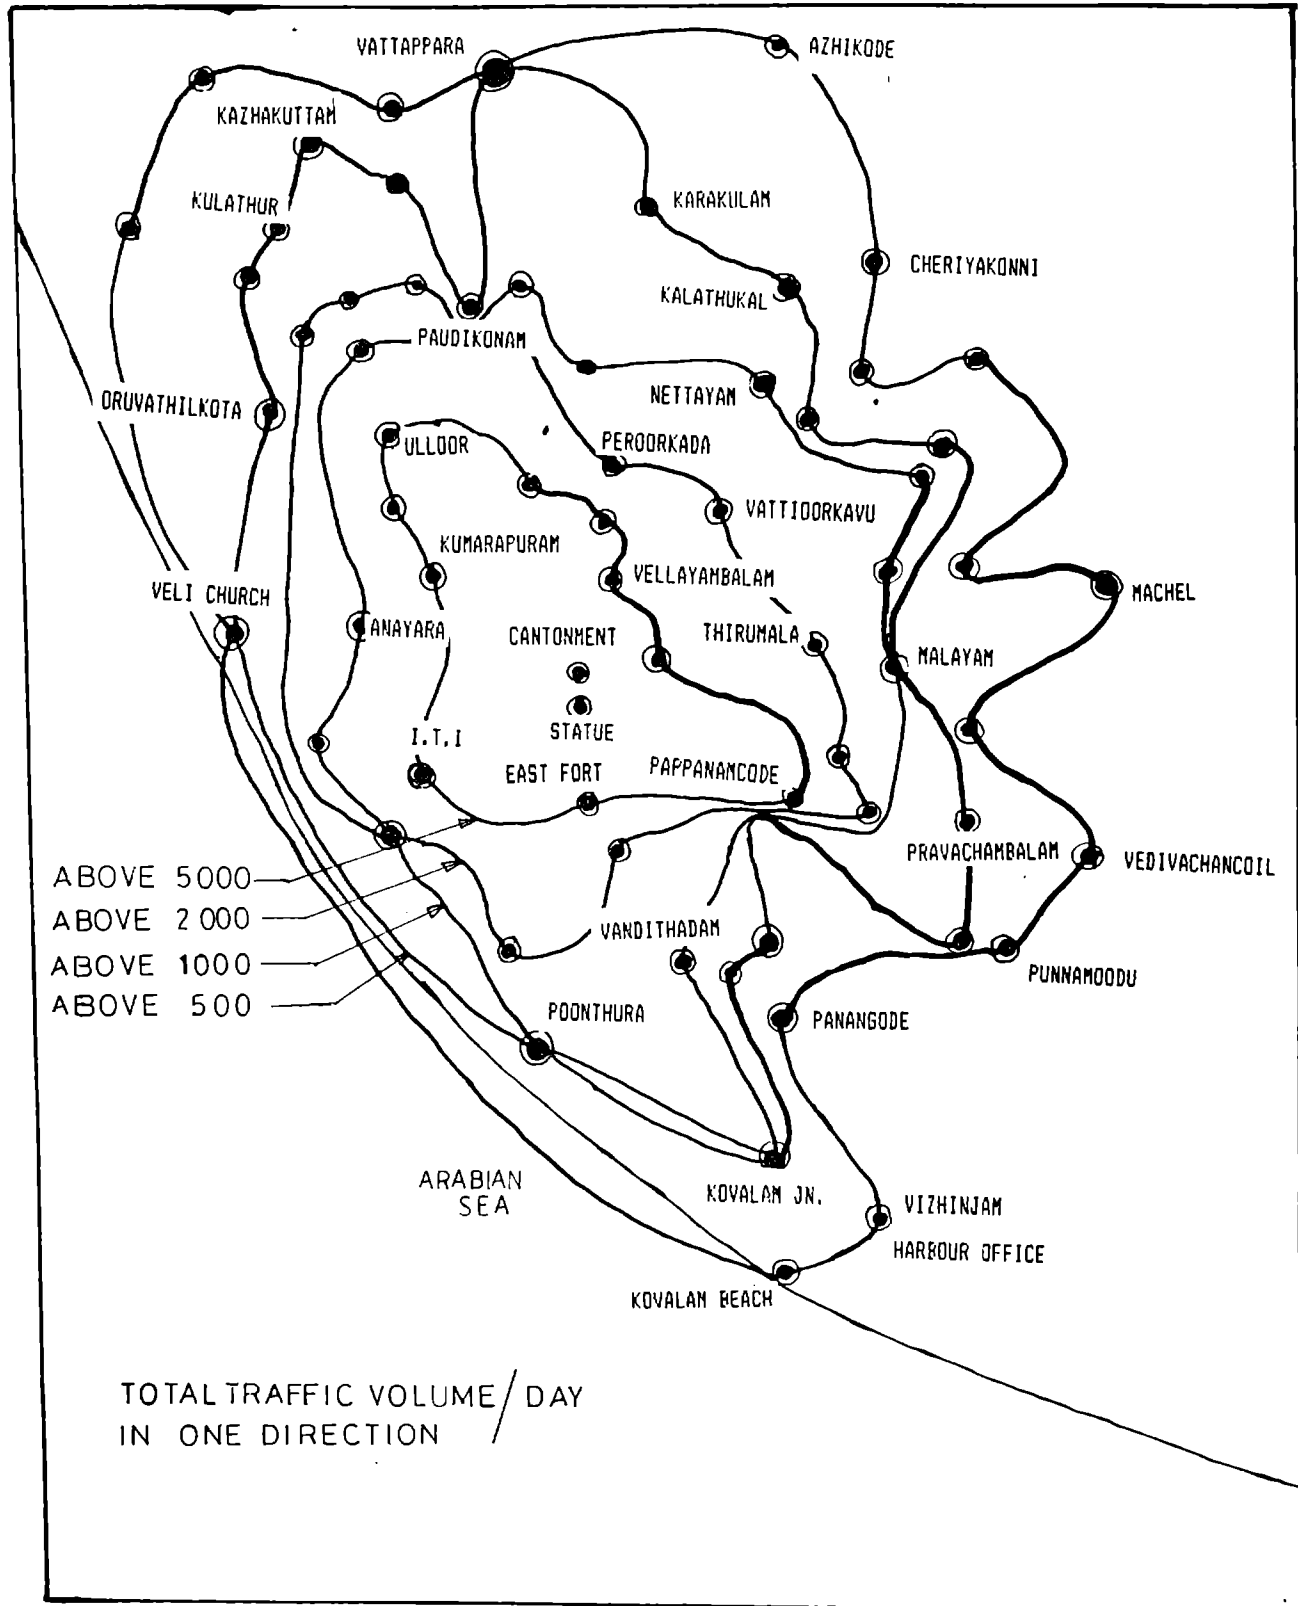 VATTAPPARA
AZHIKODE
KAZHAKUTTAM
KULATHUR
KARAKULAM
CHERIYAKONNI
KALATHUKAL
PAUDIKONAM
NETTAYAM
ORUVATHILKOTA
ULLOOR
PEROORKADA
VATTIOORKAVU
KUMARAPURAM
VELLAYAMBALAM
VELI CHURCH
MACHEL
ANAYARA
CANTONMENT
THIRUMALA
MALAYAM
STATUE
I.T.I
EAST FORT
PAPPANAMCODE
PRAVACHAMBALAM
VEDIVACHANCOIL
ABOVE 5000
ABOVE 2000
ABOVE 1000
ABOVE 500
VANDITHADAM
PUNNAMOODU
POONTHURA
PANANGODE
ARABIAN
SEA
KOVALAM JN.
VIZHINJAM
HARBOUR OFFICE
KOVALAM BEACH
TOTAL TRAFFIC VOLUME / DAY
IN ONE DIRECTION